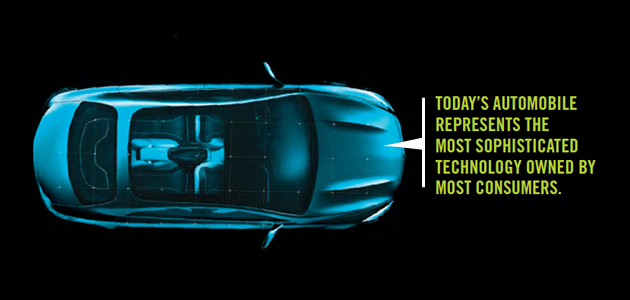 TODAY'S AUTOMOBILE
REPRESENTS THE
MOST SOPHISTICATED
TECHNOLOGY OWNED BY
MOST CONSUMERS.